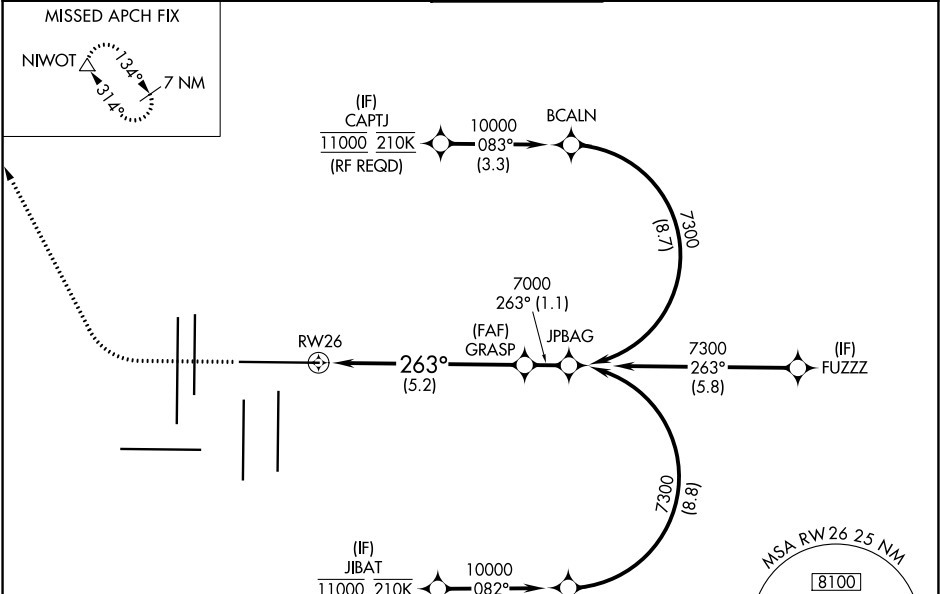 MISSED APCH FIX
NIWOT
134°
7 NM
314°
(IF)
CAPTJ
11000 210K
(RF REQD)
10000
083°
(3.3)
BCALN
7300
(8.7)
7000
263° (1.1)
(FAF)
GRASP
JPBAG
RW26
263°
(5.2)
7300
263°
(5.8)
(IF)
FUZZZ
7300
(8.8)
(IF)
JIBAT
11000 210K
10000
082°
MSA RW26 25 NM
8100